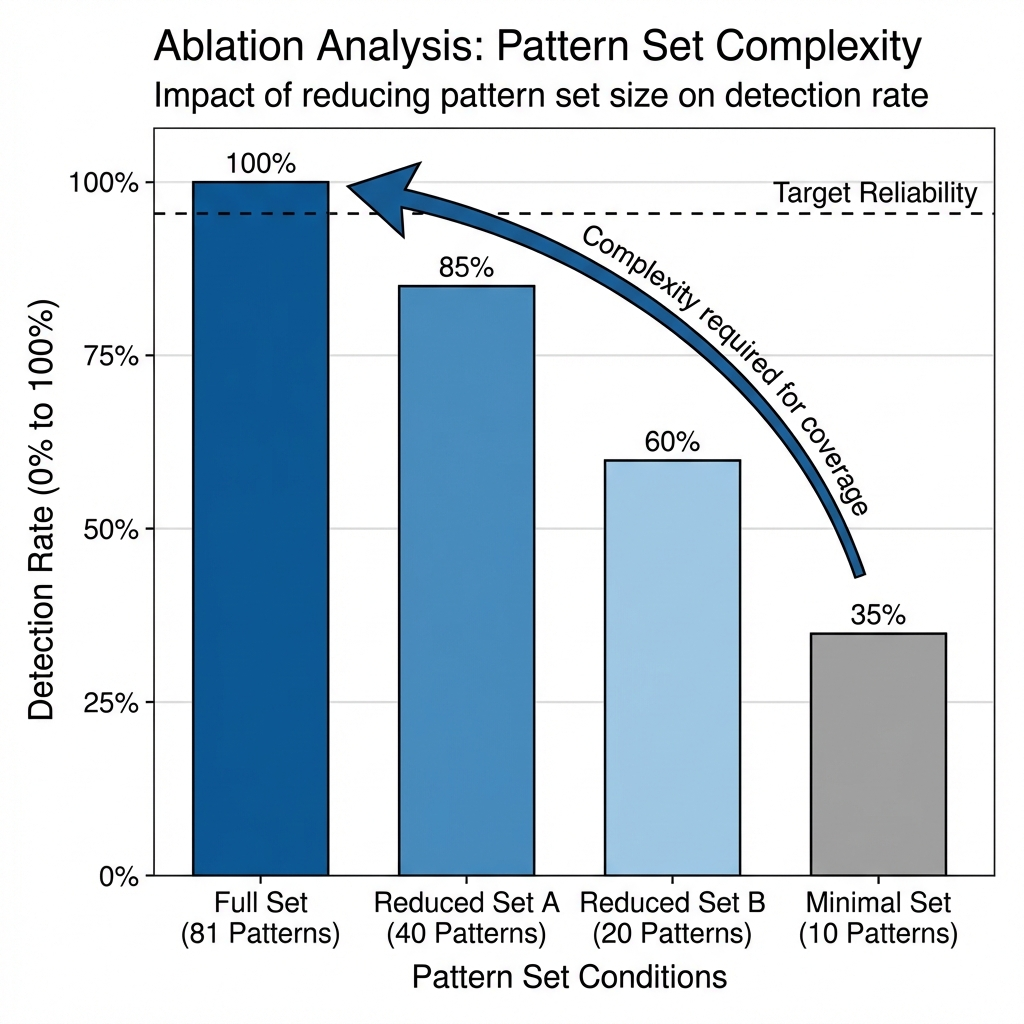 Ablation Analysis: Pattern Set Complexity
Impact of reducing pattern set size on detection rate
100%
75%
50%
25%
0%
Detection Rate (0% to 100%)
100%
85%
60%
35%
Target Reliability
Complexity required for coverage
Full Set
(81 Patterns)
Reduced Set A
(40 Patterns)
Reduced Set B
(20 Patterns)
Minimal Set
(10 Patterns)
Pattern Set Conditions